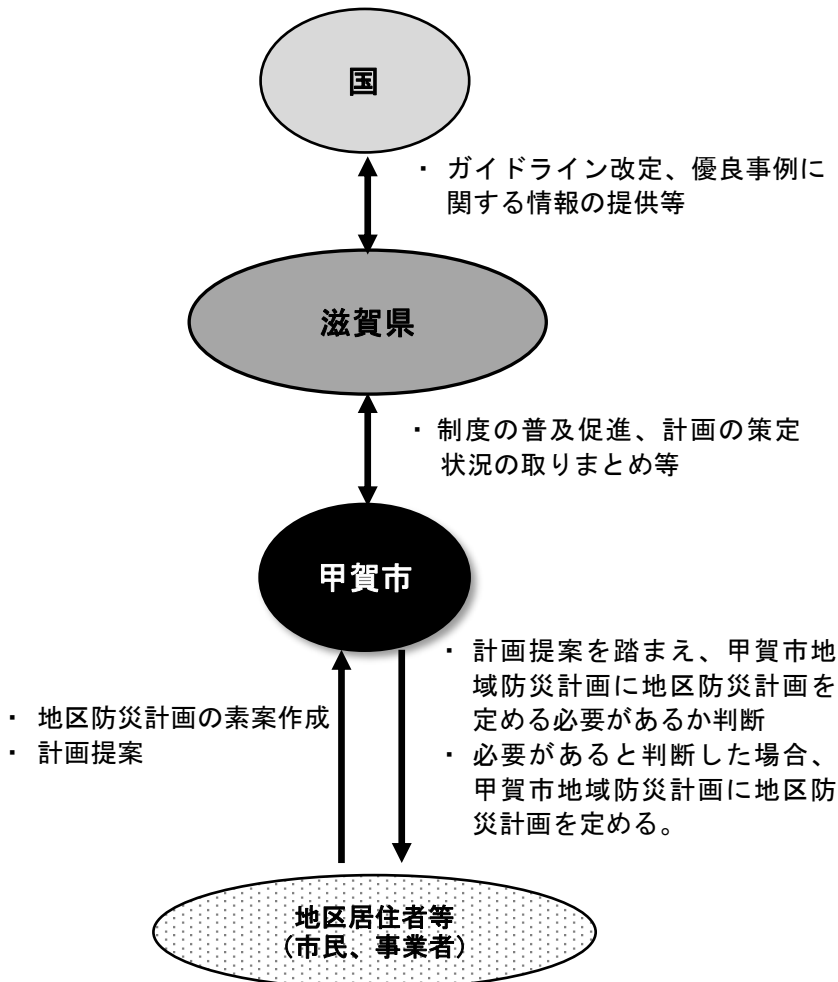 国
・ ガイドライン改定、優良事例に
関する情報の提供等
滋賀県
・ 制度の普及促進、計画の策定
状況の取りまとめ等
甲賀市
・ 地区防災計画の素案作成
・ 計画提案
・ 計画提案を踏まえ、甲賀市地
域防災計画に地区防災計画を
定める必要があるか判断
・ 必要があると判断した場合、
甲賀市地域防災計画に地区防
災計画を定める。
地区居住者等
（市民、事業者）